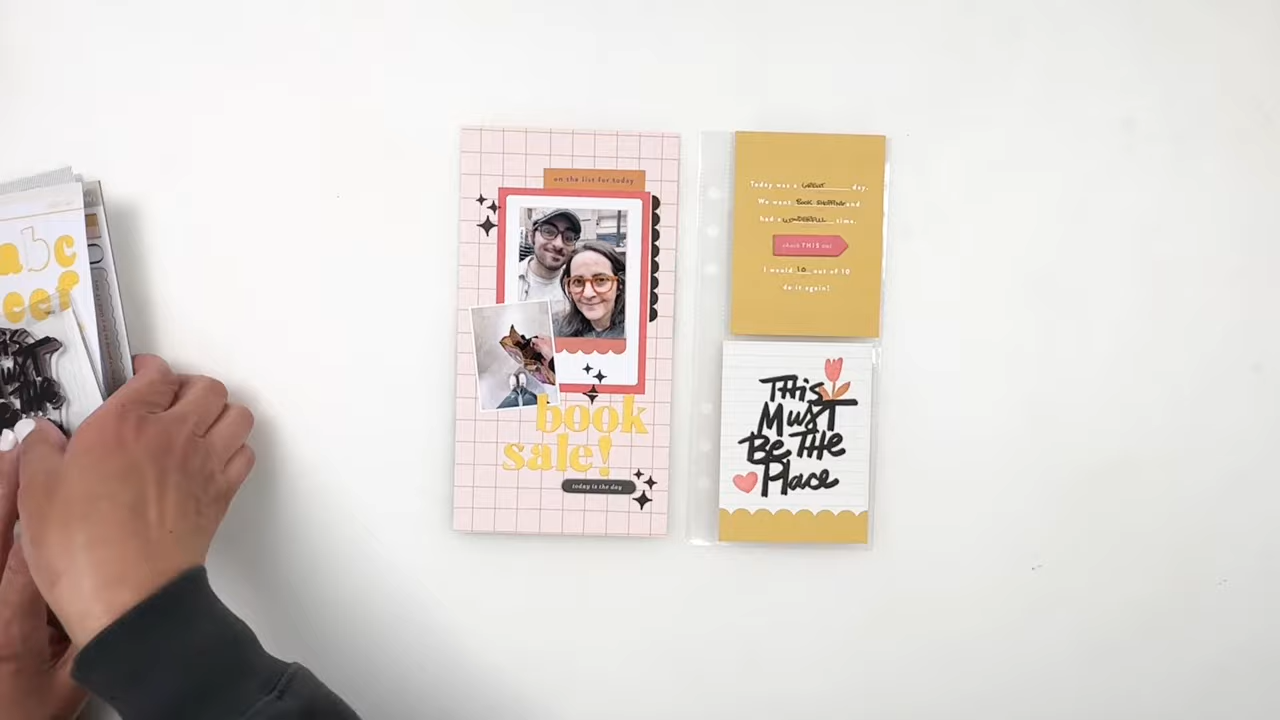 abc
eef
on the list for today
book
sale!
today is the day
Today was a GREAT day.
We went BOOK SHOPPING and
had a WONDERFUL time.
check THIS out
I would 10 out of 10
do it again!
THis
MusT
Be THe
Place